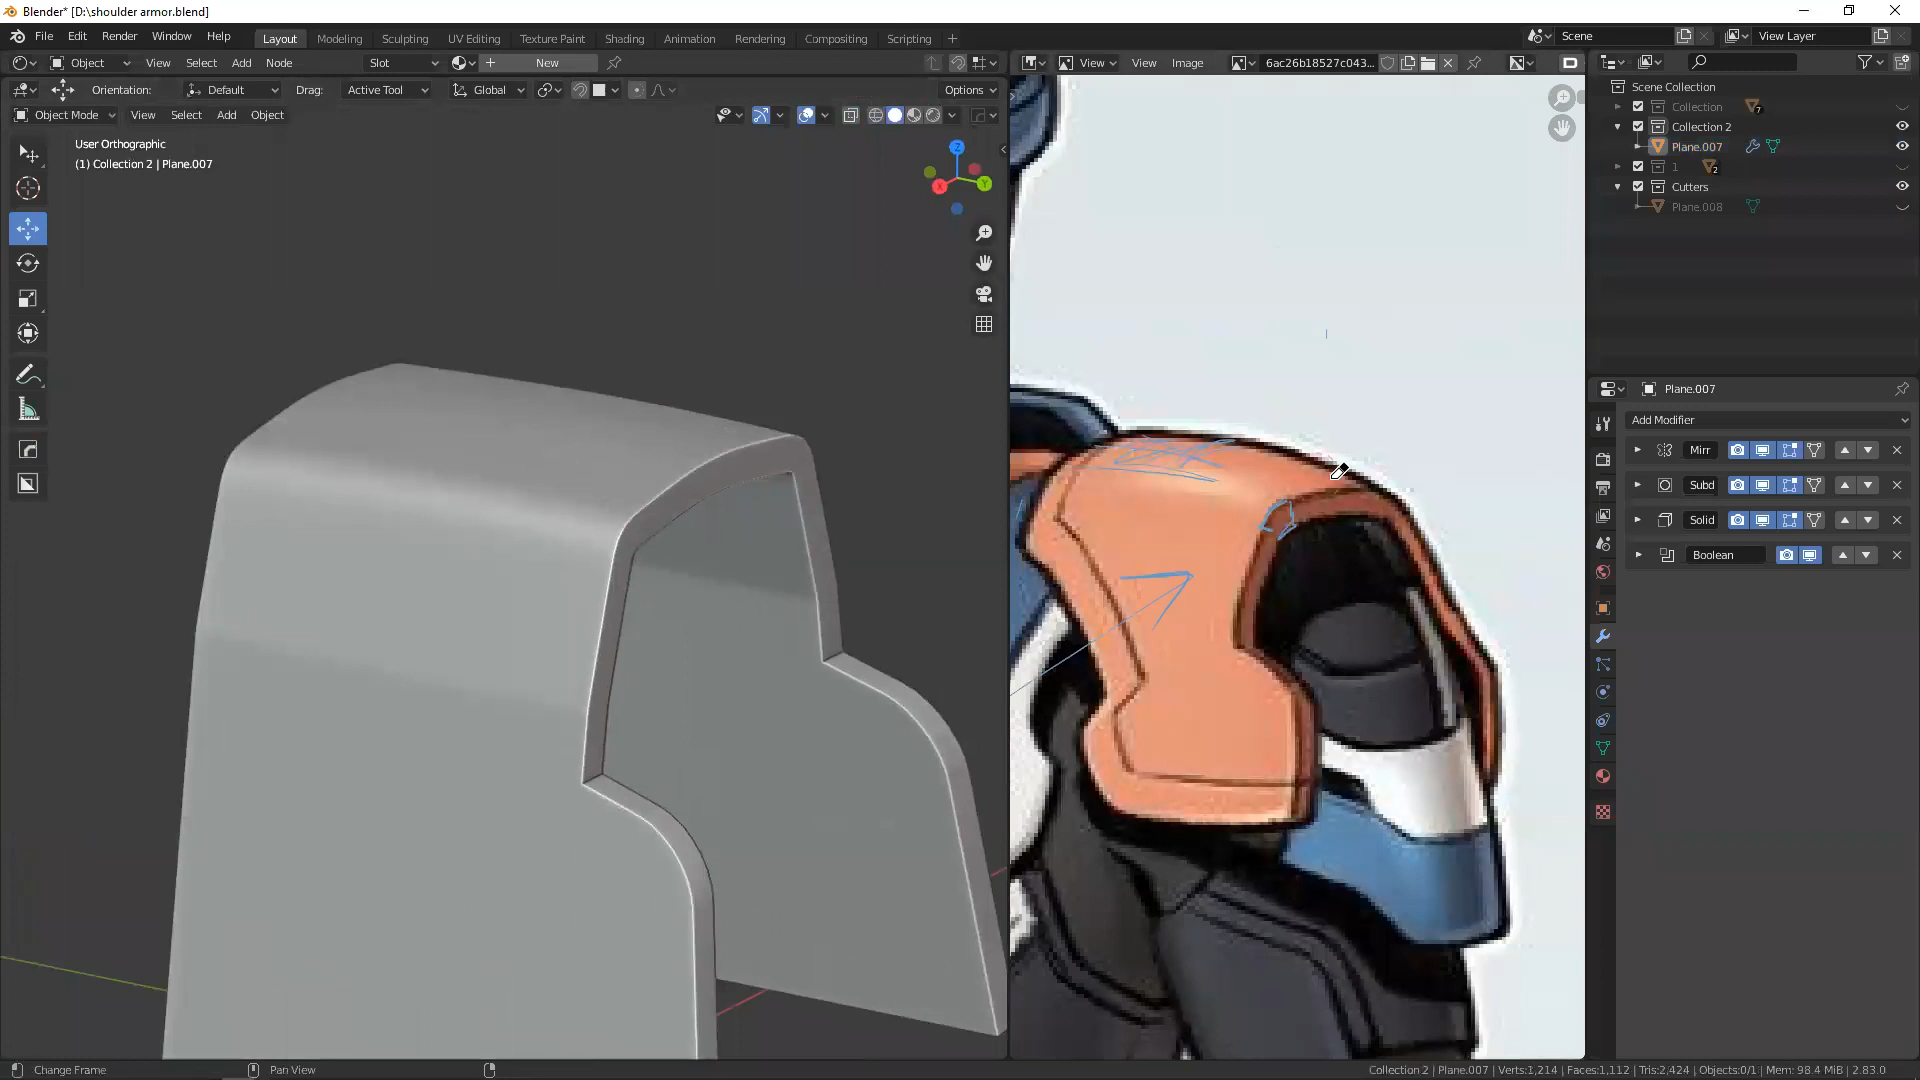 Blender* [D:\shoulder armor.blend]
File Edit Render Window Help
Layout Modeling Sculpting UV Editing Texture Paint Shading Animation Rendering Compositing Scripting
Scene
View Layer
Object View Select Add Node Slot New
View View Image 6ac26b18527c043...
Orientation: Default Drag: Active Tool Global Options
Object Mode View Select Add Object
User Orthographic
(1) Collection 2 | Plane.007
Z
X
Y
Scene Collection
Collection 7
Collection 2
Plane.007
1 2
Cutters
Plane.008
Plane.007
Add Modifier
Mirr
Subd
Solid
Boolean
Change Frame
Pan View
Collection 2 | Plane.007 | Verts:1,214 | Faces:1,112 | Tris:2,424 | Objects:0/1 | Mem: 98.4 MiB | 2.83.0